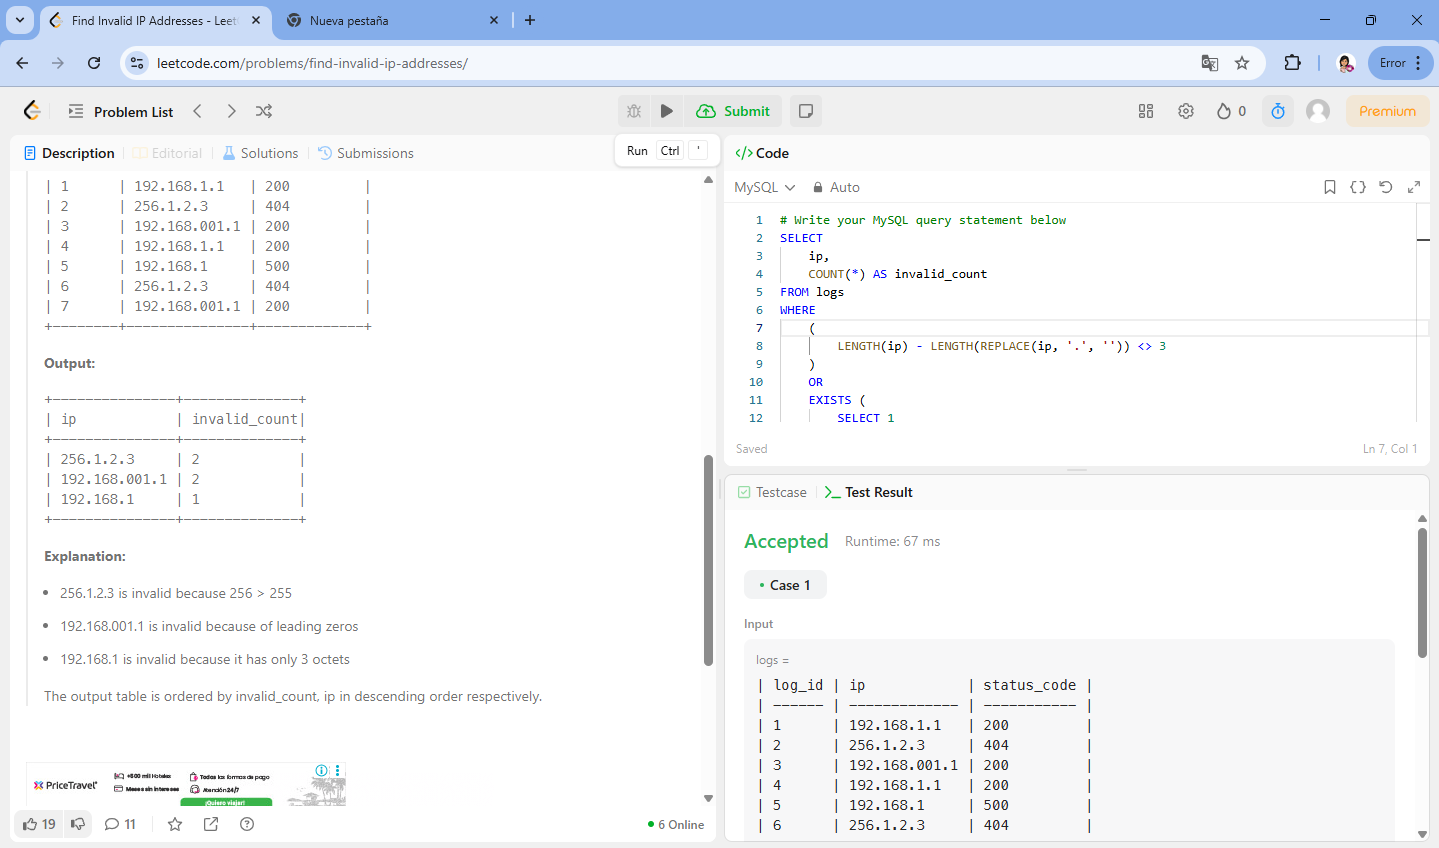 Find Invalid IP Addresses - Leet
Nueva pestaña
leetcode.com/problems/find-invalid-ip-addresses/
Error
Problem List
Submit
0
Premium
Description
Editorial
Solutions
Submissions
Run Ctrl '
| 1 | 192.168.1.1 | 200 |
| 2 | 256.1.2.3 | 404 |
| 3 | 192.168.001.1 | 200 |
| 4 | 192.168.1.1 | 200 |
| 5 | 192.168.1 | 500 |
| 6 | 256.1.2.3 | 404 |
| 7 | 192.168.001.1 | 200 |
+--------+---------------+-------------+
Output:
+---------------+--------------+
| ip | invalid_count|
+---------------+--------------+
| 256.1.2.3 | 2 |
| 192.168.001.1 | 2 |
| 192.168.1 | 1 |
+---------------+--------------+
Explanation:
• 256.1.2.3 is invalid because 256 > 255
• 192.168.001.1 is invalid because of leading zeros
• 192.168.1 is invalid because it has only 3 octets
The output table is ordered by invalid_count, ip in descending order respectively.
PriceTravel
+600 mil Hoteles
Todas las formas de pago
Meses sin intereses
Atención 24/7
¡Quiero viajar!
19
11
6 Online
</> Code
MySQL
Auto
1 # Write your MySQL query statement below
2 SELECT
3 ip,
4 COUNT(*) AS invalid_count
5 FROM logs
6 WHERE
7 (
8 LENGTH(ip) - LENGTH(REPLACE(ip, '.', '')) <> 3
9 )
10 OR
11 EXISTS (
12 SELECT 1
Saved
Ln 7, Col 1
Testcase
Test Result
Accepted
Runtime: 67 ms
• Case 1
Input
logs =
| log_id | ip | status_code |
| ------ | ------------- | ----------- |
| 1 | 192.168.1.1 | 200 |
| 2 | 256.1.2.3 | 404 |
| 3 | 192.168.001.1 | 200 |
| 4 | 192.168.1.1 | 200 |
| 5 | 192.168.1 | 500 |
| 6 | 256.1.2.3 | 404 |